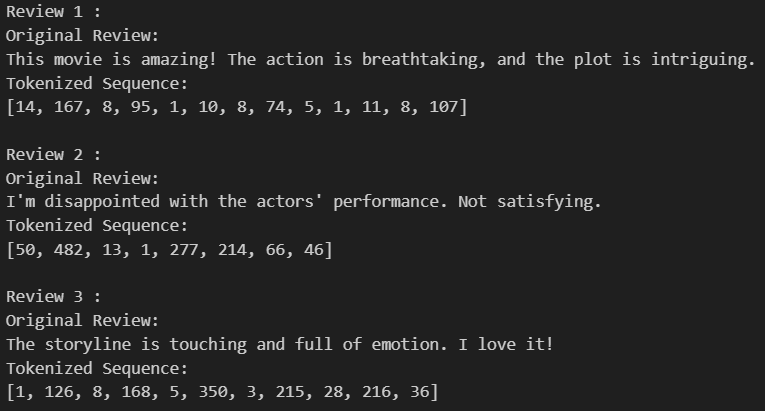 Review 1 :
Original Review:
This movie is amazing! The action is breathtaking, and the plot is intriguing.
Tokenized Sequence:
[14, 167, 8, 95, 1, 10, 8, 74, 5, 1, 11, 8, 107]
Review 2 :
Original Review:
I'm disappointed with the actors' performance. Not satisfying.
Tokenized Sequence:
[50, 482, 13, 1, 277, 214, 66, 46]
Review 3 :
Original Review:
The storyline is touching and full of emotion. I love it!
Tokenized Sequence:
[1, 126, 8, 168, 5, 350, 3, 215, 28, 216, 36]